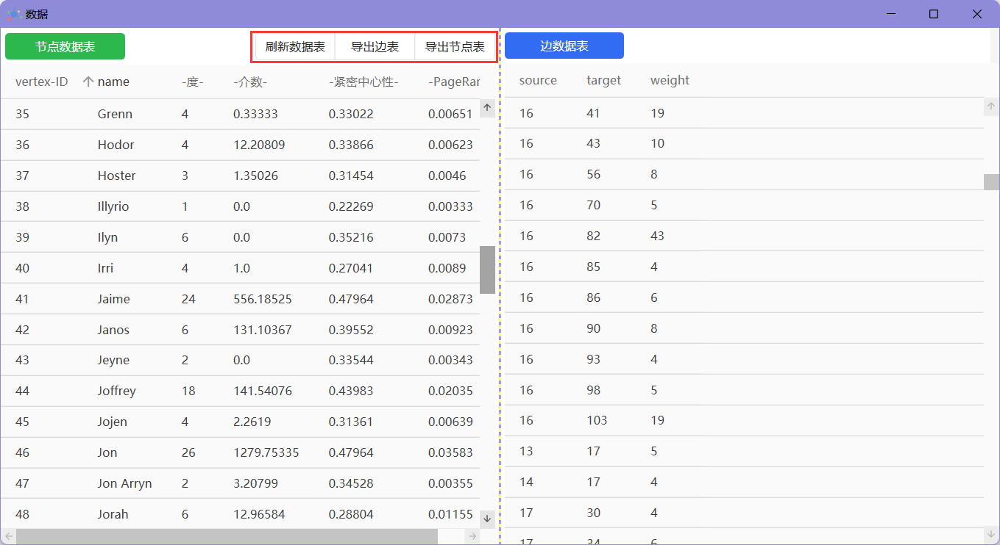 数据
节点数据表 刷新数据表 导出边表 导出节点表
vertex-ID name -度- -介数- -紧密中心性- -PageRan
35 Grenn 4 0.33333 0.33022 0.00651
36 Hodor 4 12.20809 0.33866 0.00623
37 Hoster 3 1.35026 0.31454 0.0046
38 Illyrio 1 0.0 0.22269 0.00333
39 Ilyn 6 0.0 0.35216 0.0073
40 Irri 4 1.0 0.27041 0.0089
41 Jaime 24 556.18525 0.47964 0.02873
42 Janos 6 131.10367 0.39552 0.00923
43 Jeyne 2 0.0 0.33544 0.00343
44 Joffrey 18 141.54076 0.43983 0.02035
45 Jojen 4 2.2619 0.31361 0.00639
46 Jon 26 1279.75335 0.47964 0.03583
47 Jon Arryn 2 3.20799 0.34528 0.00355
48 Jorah 6 12.96584 0.28804 0.01155
边数据表
source target weight
16 41 19
16 43 10
16 56 8
16 70 5
16 82 43
16 85 4
16 86 6
16 90 8
16 93 4
16 98 5
16 103 19
13 17 5
14 17 4
17 30 4
17 34 6